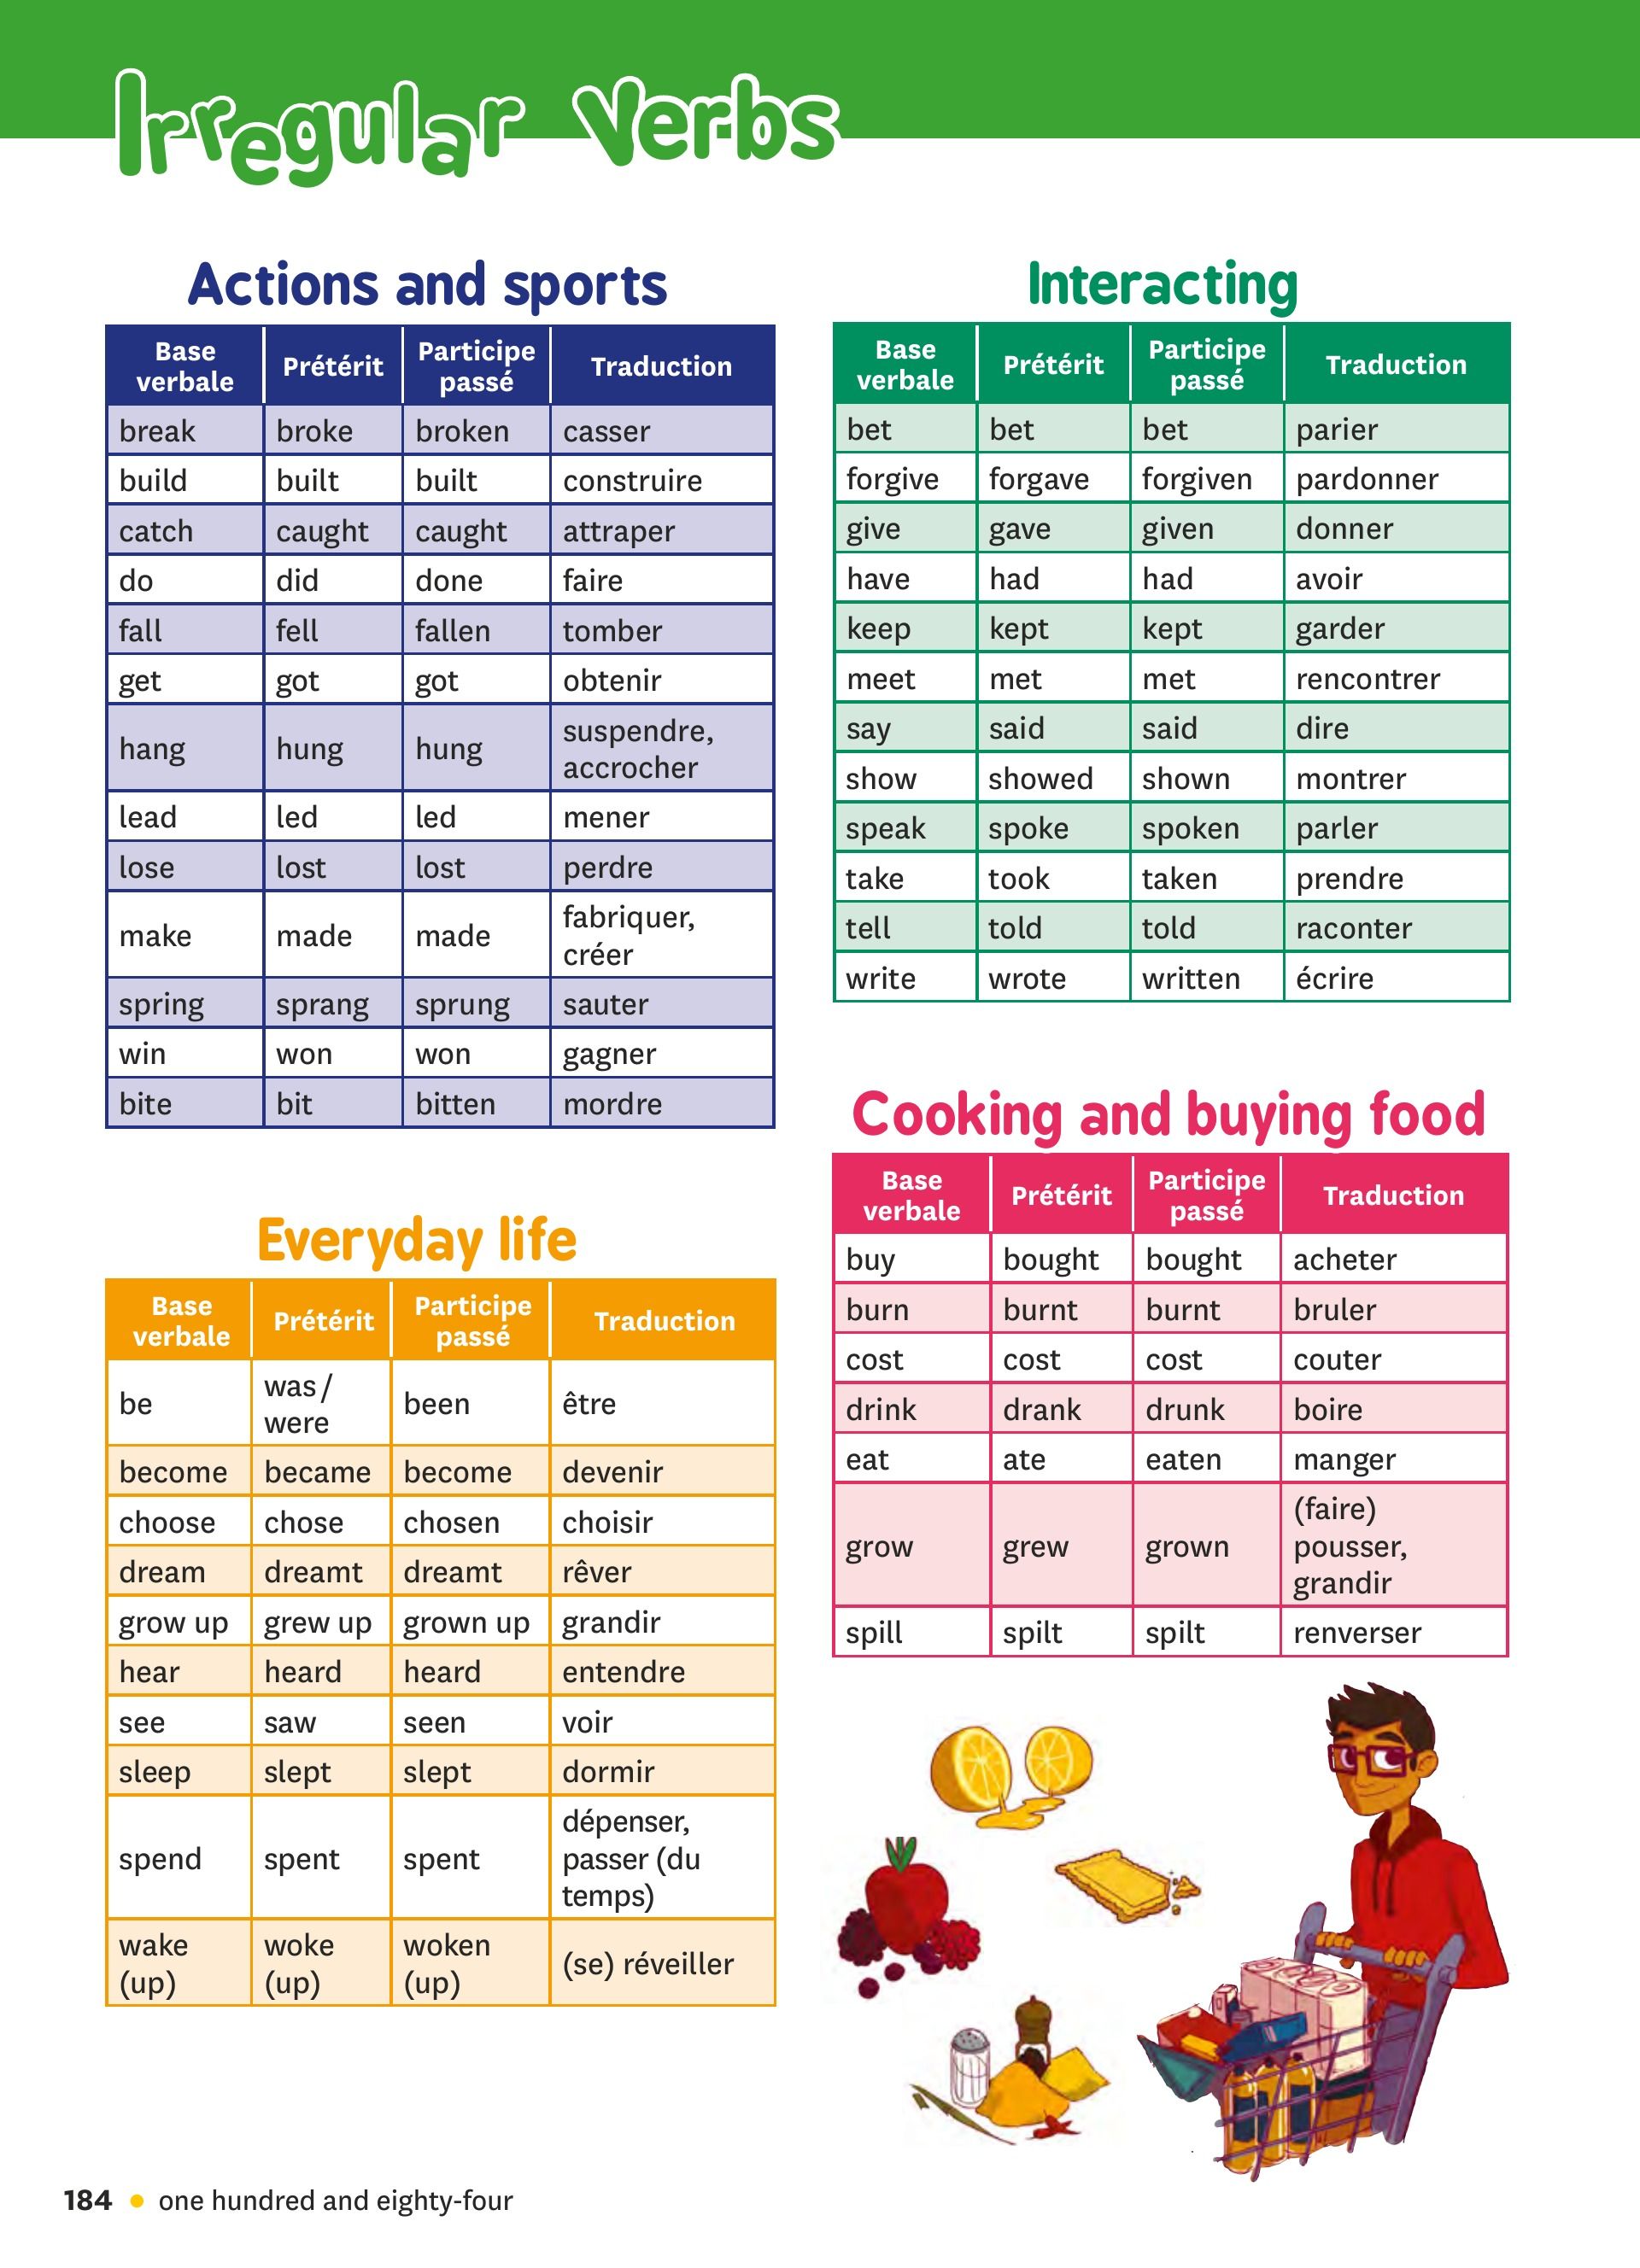 Irregular Verbs
Actions and sports
Base verbale Prétérit Participe passé Traduction
break broke broken casser
build built built construire
catch caught caught attraper
do did done faire
fall fell fallen tomber
get got got obtenir
hang hung hung suspendre, accrocher
lead led led mener
lose lost lost perdre
make made made fabriquer, créer
spring sprang sprung sauter
win won won gagner
bite bit bitten mordre
Everyday life
Base verbale Prétérit Participe passé Traduction
be was/ were been être
become became become devenir
choose chose chosen choisir
dream dreamt dreamt rêver
grow up grew up grown up grandir
hear heard heard entendre
see saw seen voir
sleep slept slept dormir
spend spent spent dépenser, passer (du temps)
wake (up) woke (up) woken (up) (se) réveiller
Interacting
Base verbale Prétérit Participe passé Traduction
bet bet bet parier
forgive forgave forgiven pardonner
give gave given donner
have had had avoir
keep kept kept garder
meet met met rencontrer
say said said dire
show showed shown montrer
speak spoke spoken parler
take took taken prendre
tell told told raconter
write wrote written écrire
Cooking and buying food
Base verbale Prétérit Participe passé Traduction
buy bought bought acheter
burn burnt burnt bruler
cost cost cost couter
drink drank drunk boire
eat ate eaten manger
grow grew grown (faire) pousser, grandir
spill spilt spilt renverser
184 • one hundred and eighty-four